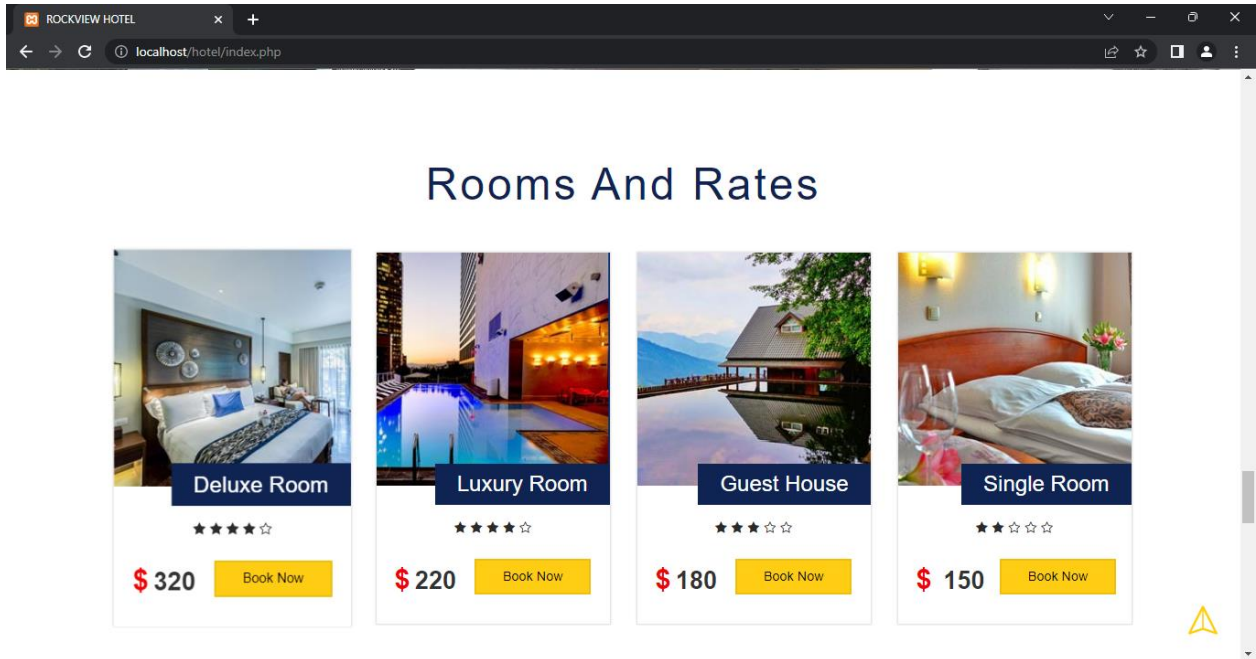 ROCKVIEW HOTEL
localhost/hotel/index.php
Rooms And Rates
Deluxe Room
Luxury Room
Guest House
Single Room
$ 320 Book Now
$ 220 Book Now
$ 180 Book Now
$ 150 Book Now